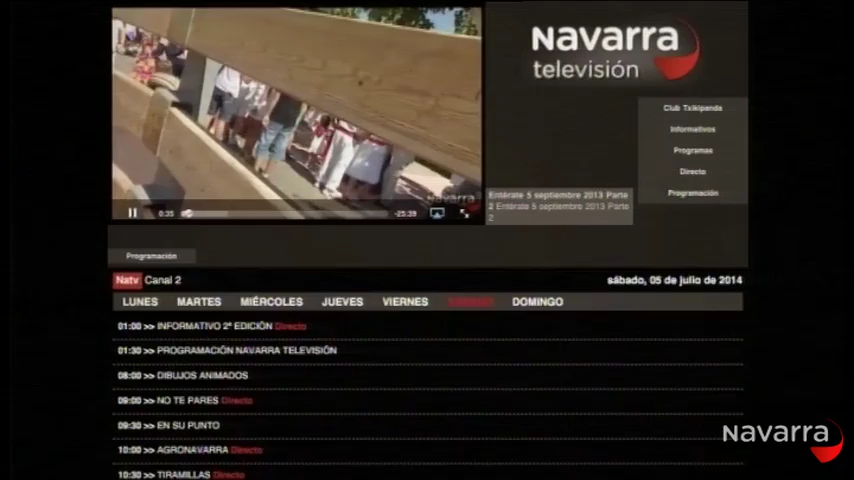 Navarra
televisión
Club Txikipanda
Informativos
Programas
Directo
Programación
Navarra
0:35
-25:39
Entérate 5 septiembre 2013 Parte
2 Entérate 5 septiembre 2013 Parte
2
Programación
Natv Canal 2
sábado, 05 de julio de 2014
LUNES MARTES MIÉRCOLES JUEVES VIERNES DOMINGO
01:00 >> INFORMATIVO 2ª EDICIÓN Directo
01:30 >> PROGRAMACIÓN NAVARRA TELEVISIÓN
08:00 >> DIBUJOS ANIMADOS
09:00 >> NO TE PARES Directo
09:30 >> EN SU PUNTO
10:00 >> AGRONAVARRA Directo
10:30 >> TIRAMILLAS Directo
Navarra